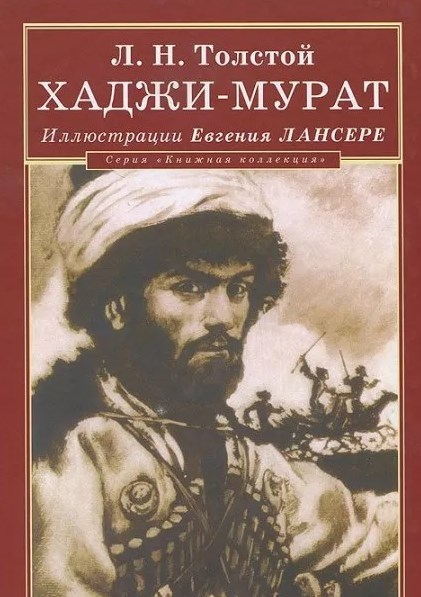 Л. Н. Толстой
ХАДЖИ-МУРАТ
Иллюстрации Евгения ЛАНСЕРЕ
Серия «Книжная коллекция»